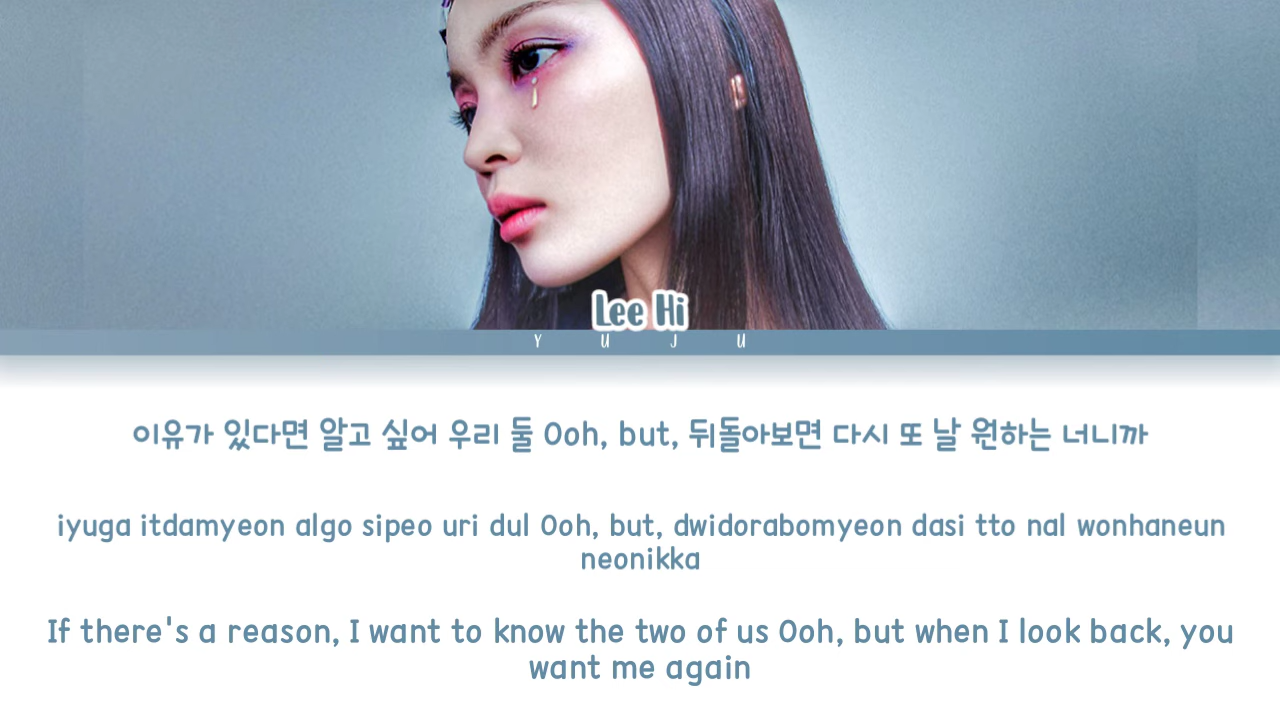 Lee Hi
Y U J U
이유가 있다면 알고 싶어 우리 둘 Ooh, but, 뒤돌아보면 다시 또 날 원하는 너니까
iyuga itdamyeon algo sipeo uri dul Ooh, but, dwidorabomyeon dasi tto nal wonhaneun
neonikka
If there's a reason, I want to know the two of us Ooh, but when I look back, you
want me again